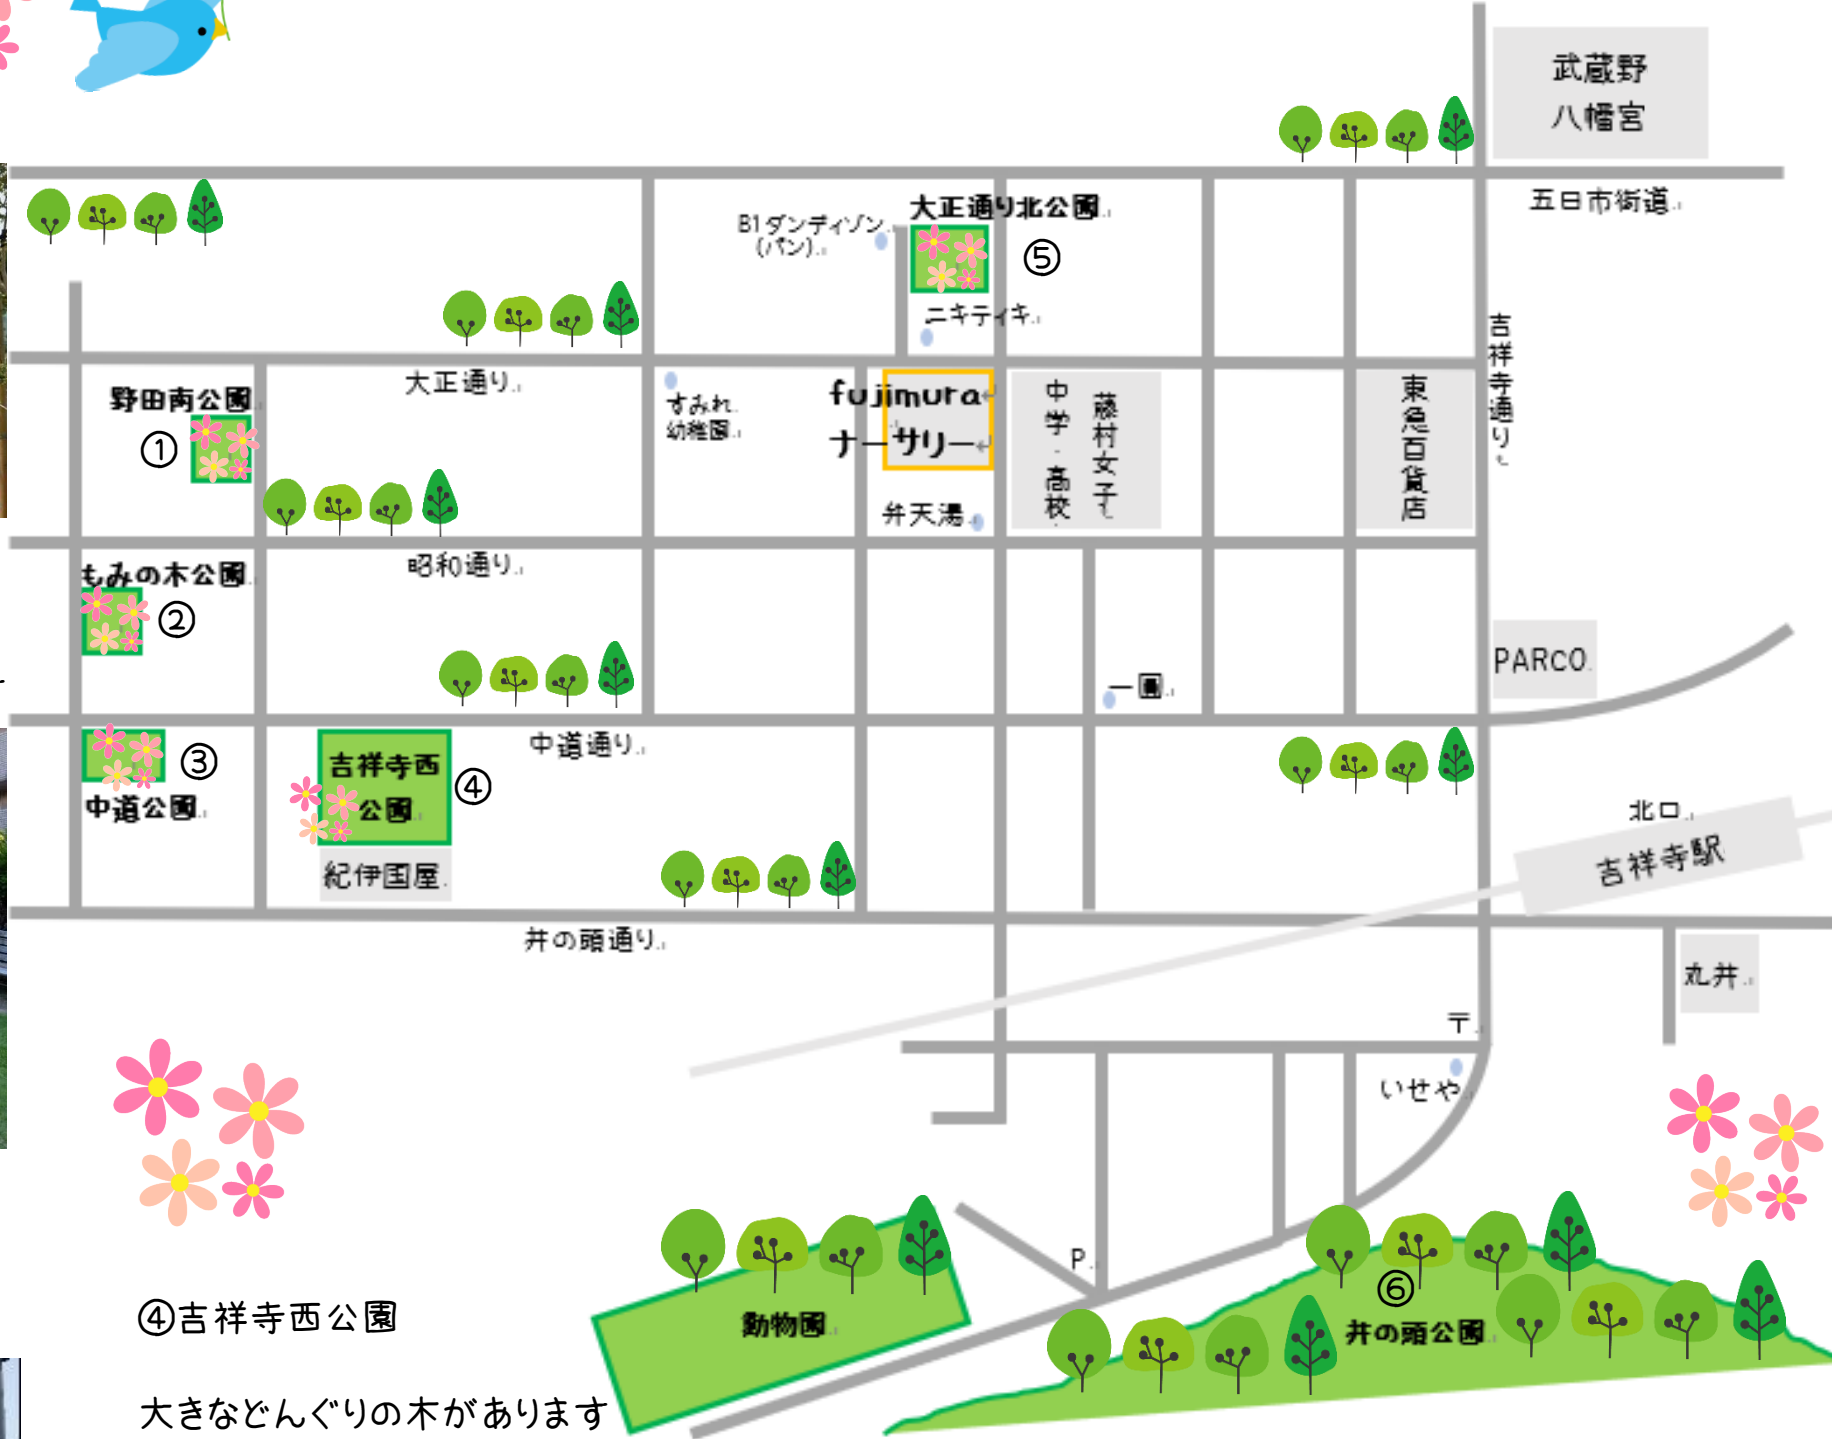 武蔵野
八幡宮
五日市街道
大正通り北公園
B1ダンディゾン
(パン)
⑤
ニキティキ
吉祥寺通り
大正通り
野田南公園
①
すみれ
幼稚園
fujimura
ナーサリー
藤村女子
中学・高校
東急百貨店
弁天湯
昭和通り
もみの木公園
②
PARCO
一圓
中道通り
③
中道公園
吉祥寺西
公園
④
紀伊国屋
北口
吉祥寺駅
井の頭通り
丸井
〒
いせや
P
動物園
⑥
井の頭公園
④吉祥寺西公園
大きなどんぐりの木があります